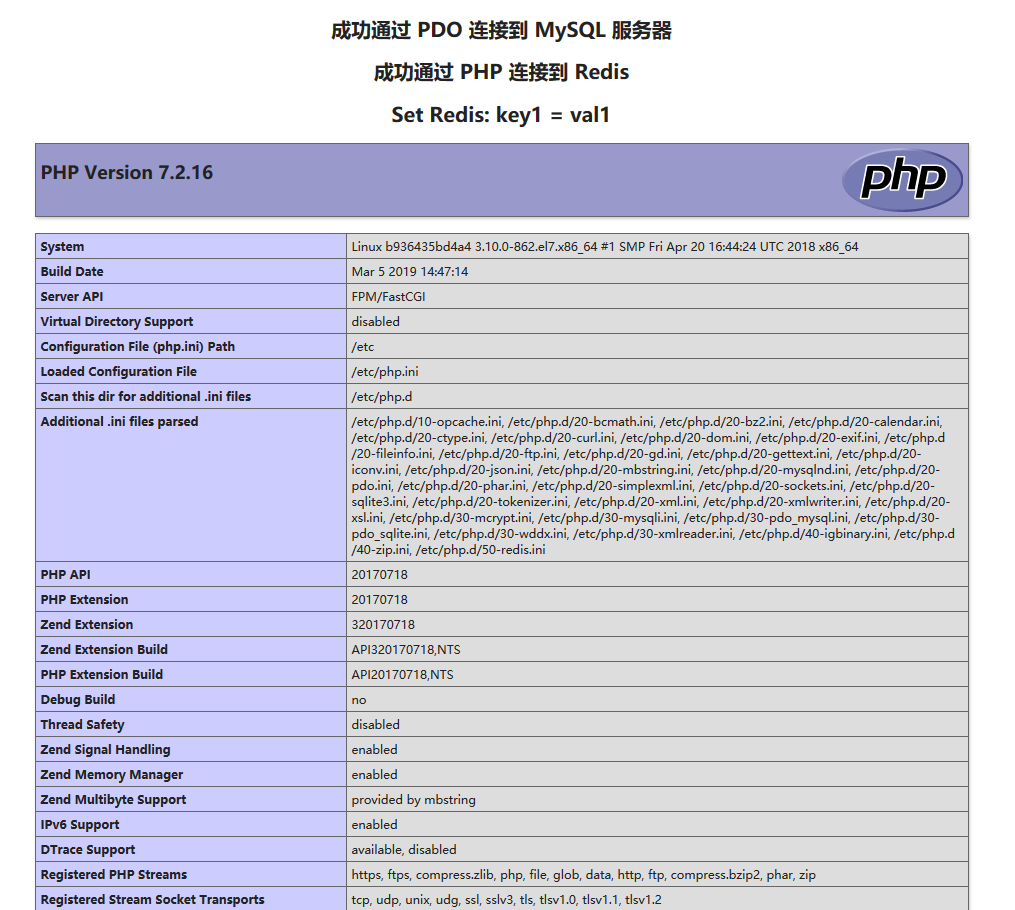 成功通过 PDO 连接到 MySQL 服务器
成功通过 PHP 连接到 Redis
Set Redis: key1 = val1
PHP Version 7.2.16
php
System Linux b936435bd4a4 3.10.0-862.el7.x86_64 #1 SMP Fri Apr 20 16:44:24 UTC 2018 x86_64
Build Date Mar 5 2019 14:47:14
Server API FPM/FastCGI
Virtual Directory Support disabled
Configuration File (php.ini) Path /etc
Loaded Configuration File /etc/php.ini
Scan this dir for additional .ini files /etc/php.d
Additional .ini files parsed /etc/php.d/10-opcache.ini, /etc/php.d/20-bcmath.ini, /etc/php.d/20-bz2.ini, /etc/php.d/20-calendar.ini,
/etc/php.d/20-ctype.ini, /etc/php.d/20-curl.ini, /etc/php.d/20-dom.ini, /etc/php.d/20-exif.ini, /etc/php.d
/20-fileinfo.ini, /etc/php.d/20-ftp.ini, /etc/php.d/20-gd.ini, /etc/php.d/20-gettext.ini, /etc/php.d/20-
iconv.ini, /etc/php.d/20-json.ini, /etc/php.d/20-mbstring.ini, /etc/php.d/20-mysqlnd.ini, /etc/php.d/20-
pdo.ini, /etc/php.d/20-phar.ini, /etc/php.d/20-simplexml.ini, /etc/php.d/20-sockets.ini, /etc/php.d/20-
sqlite3.ini, /etc/php.d/20-tokenizer.ini, /etc/php.d/20-xml.ini, /etc/php.d/20-xmlwriter.ini, /etc/php.d/20-
xsl.ini, /etc/php.d/30-mcrypt.ini, /etc/php.d/30-mysqli.ini, /etc/php.d/30-pdo_mysql.ini, /etc/php.d/30-
pdo_sqlite.ini, /etc/php.d/30-wddx.ini, /etc/php.d/30-xmlreader.ini, /etc/php.d/40-igbinary.ini, /etc/php.d
/40-zip.ini, /etc/php.d/50-redis.ini
PHP API 20170718
PHP Extension 20170718
Zend Extension 320170718
Zend Extension Build API320170718,NTS
PHP Extension Build API20170718,NTS
Debug Build no
Thread Safety disabled
Zend Signal Handling enabled
Zend Memory Manager enabled
Zend Multibyte Support provided by mbstring
IPv6 Support enabled
DTrace Support available, disabled
Registered PHP Streams https, ftps, compress.zlib, php, file, glob, data, http, ftp, compress.bzip2, phar, zip
Registered Stream Socket Transports tcp, udp, unix, udg, ssl, sslv3, tls, tlsv1.0, tlsv1.1, tlsv1.2